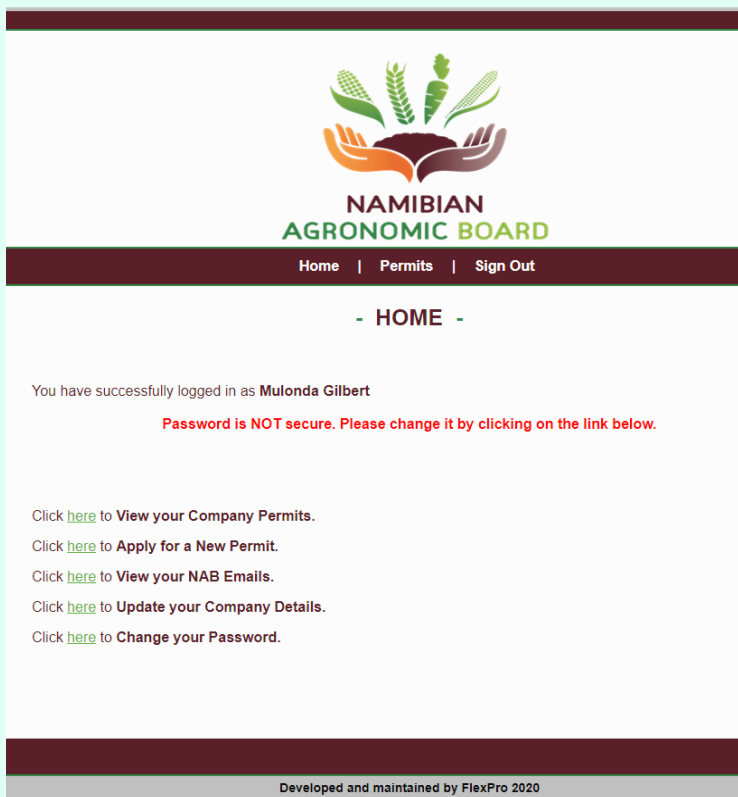 NAMIBIAN
AGRONOMIC BOARD
Home | Permits | Sign Out
- HOME -
You have successfully logged in as Mulonda Gilbert
Password is NOT secure. Please change it by clicking on the link below.
Click here to View your Company Permits.
Click here to Apply for a New Permit.
Click here to View your NAB Emails.
Click here to Update your Company Details.
Click here to Change your Password.
Developed and maintained by FlexPro 2020